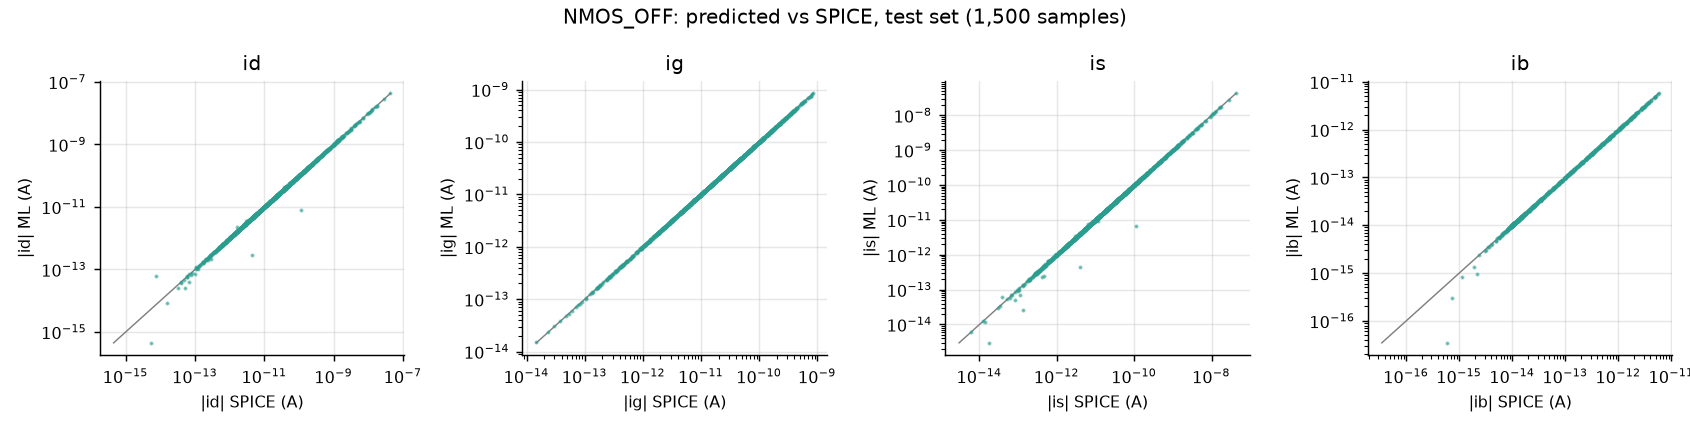 NMOS_OFF: predicted vs SPICE, test set (1,500 samples)
id
|id| ML (A)
10⁻⁷
10⁻⁹
10⁻¹¹
10⁻¹³
10⁻¹⁵
10⁻¹⁵ 10⁻¹³ 10⁻¹¹ 10⁻⁹ 10⁻⁷
|id| SPICE (A)
ig
|ig| ML (A)
10⁻⁹
10⁻¹⁰
10⁻¹¹
10⁻¹²
10⁻¹³
10⁻¹⁴
10⁻¹⁴ 10⁻¹³ 10⁻¹² 10⁻¹¹ 10⁻¹⁰ 10⁻⁹
|ig| SPICE (A)
is
|is| ML (A)
10⁻⁸
10⁻⁹
10⁻¹⁰
10⁻¹¹
10⁻¹²
10⁻¹³
10⁻¹⁴
10⁻¹⁴ 10⁻¹² 10⁻¹⁰ 10⁻⁸
|is| SPICE (A)
ib
|ib| ML (A)
10⁻¹¹
10⁻¹²
10⁻¹³
10⁻¹⁴
10⁻¹⁵
10⁻¹⁶
10⁻¹⁶ 10⁻¹⁵ 10⁻¹⁴ 10⁻¹³ 10⁻¹² 10⁻¹¹
|ib| SPICE (A)